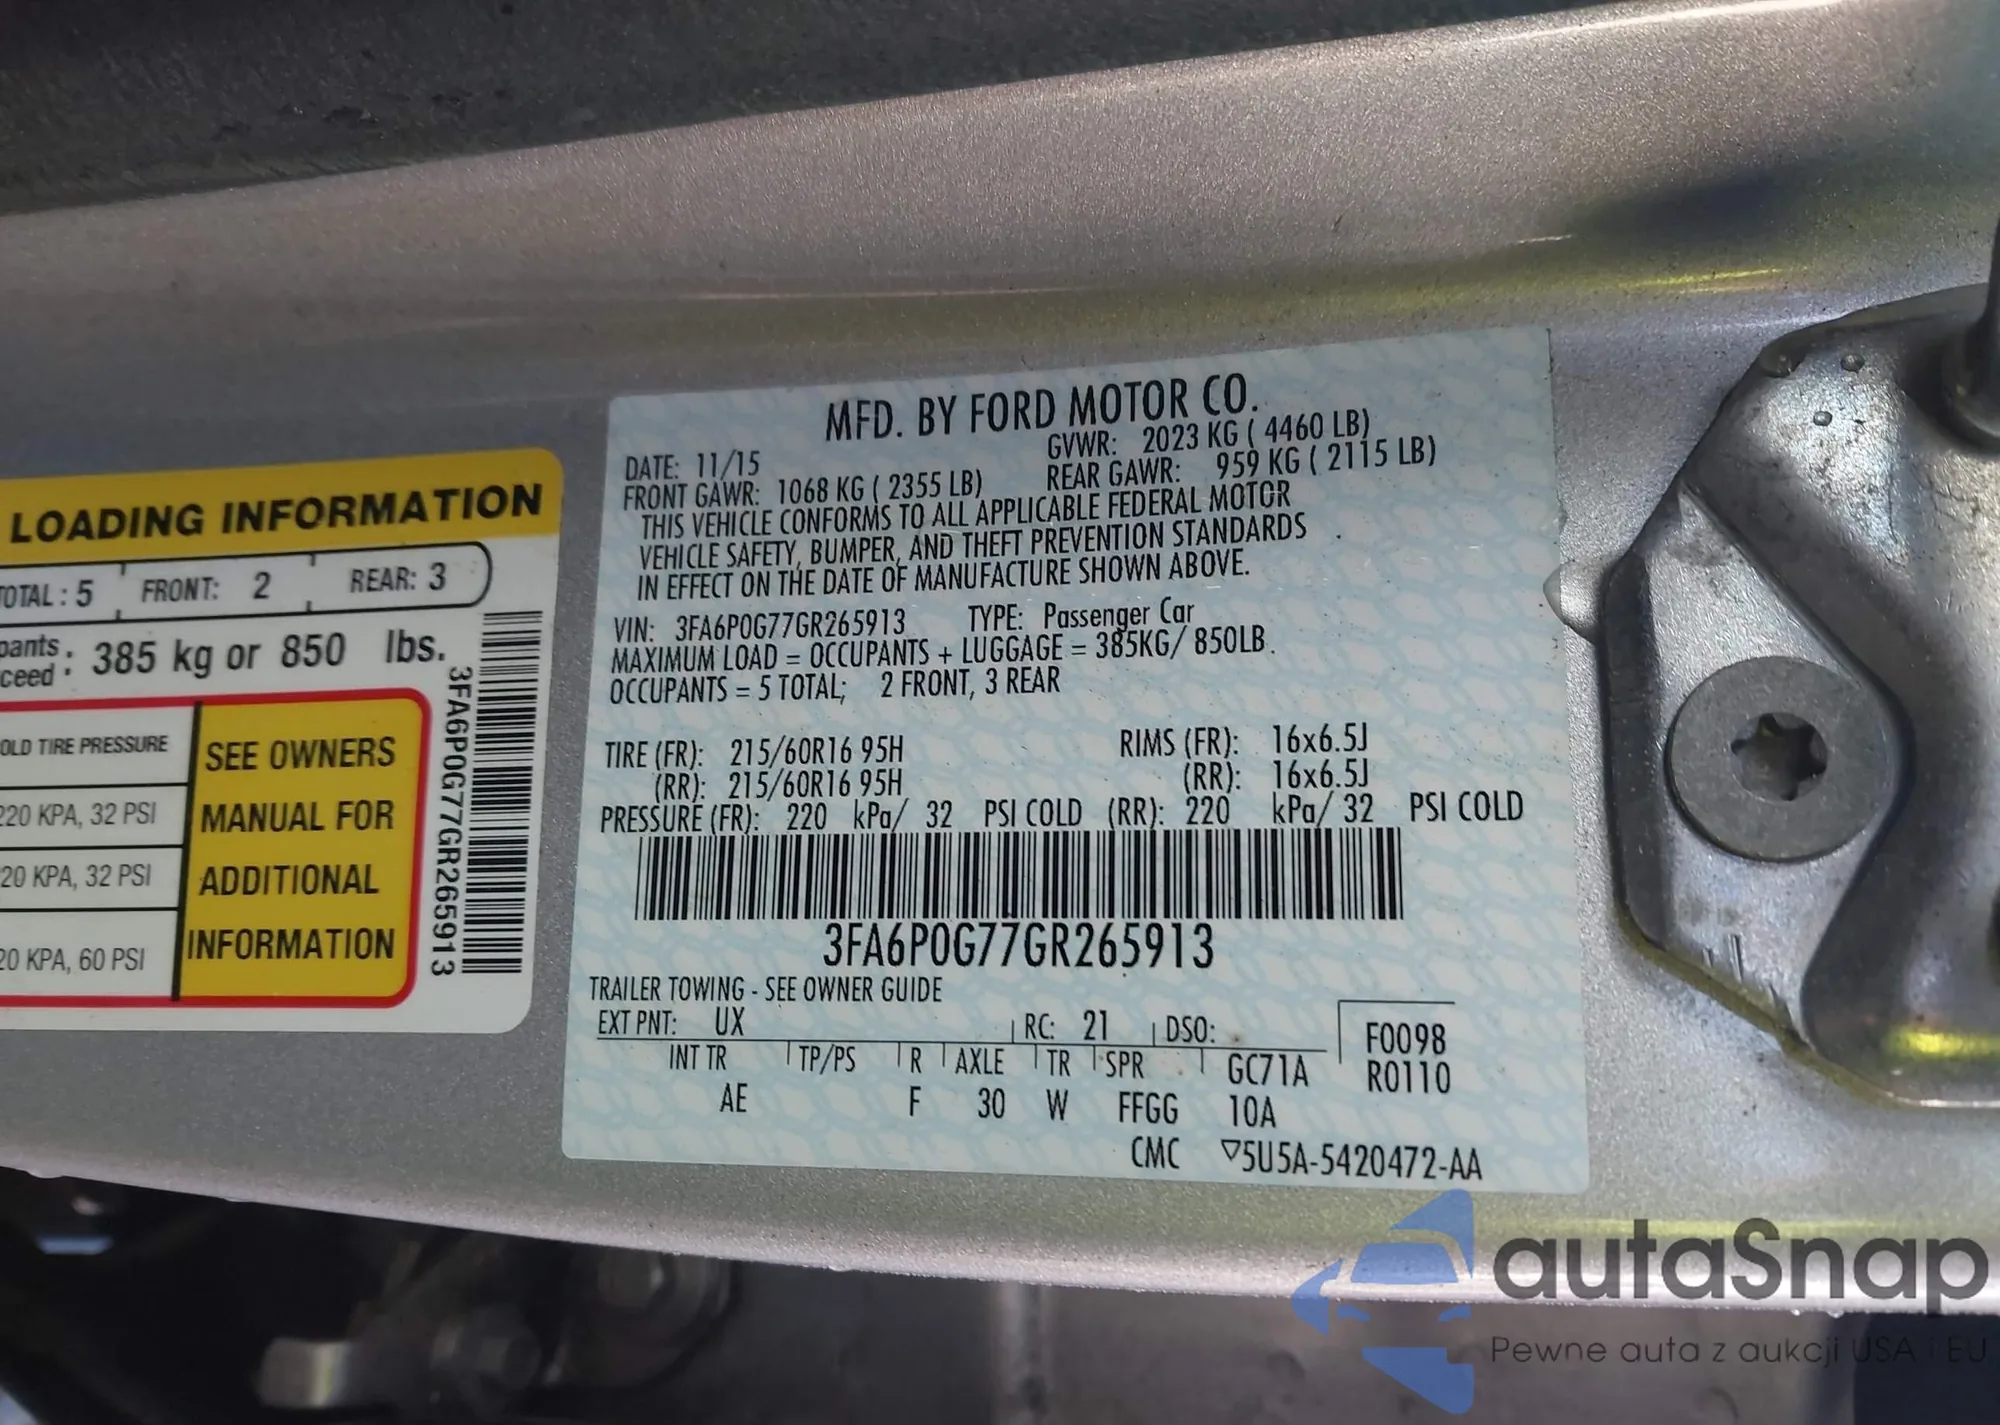 LOADING INFORMATION
TOTAL : 5 FRONT: 2 REAR: 3
pants :
ceed : 385 kg or 850 lbs.
OLD TIRE PRESSURE
220 KPA, 32 PSI
20 KPA, 32 PSI
20 KPA, 60 PSI
SEE OWNERS
MANUAL FOR
ADDITIONAL
INFORMATION
3FA6P0G77GR265913
MFD. BY FORD MOTOR CO.
DATE: 11/15 GVWR: 2023 KG ( 4460 LB)
FRONT GAWR: 1068 KG ( 2355 LB) REAR GAWR: 959 KG ( 2115 LB)
THIS VEHICLE CONFORMS TO ALL APPLICABLE FEDERAL MOTOR
VEHICLE SAFETY, BUMPER, AND THEFT PREVENTION STANDARDS
IN EFFECT ON THE DATE OF MANUFACTURE SHOWN ABOVE.
VIN: 3FA6P0G77GR265913 TYPE: Passenger Car
MAXIMUM LOAD = OCCUPANTS + LUGGAGE = 385KG/ 850LB.
OCCUPANTS = 5 TOTAL; 2 FRONT, 3 REAR
TIRE (FR): 215/60R16 95H RIMS (FR): 16x6.5J
(RR): 215/60R16 95H (RR): 16x6.5J
PRESSURE (FR): 220 kPa/ 32 PSI COLD (RR): 220 kPa/ 32 PSI COLD
3FA6P0G77GR265913
TRAILER TOWING - SEE OWNER GUIDE
EXT PNT: UX RC: 21 DSO: F0098
INT TR TP/PS R AXLE TR SPR GC71A R0110
AE F 30 W FFGG 10A
CMC ▽5U5A-5420472-AA
autaSnap
Pewne auta z aukcji USA i EU